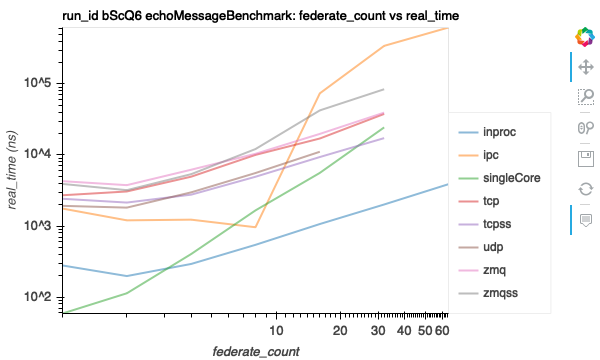 run_id bScQ6 echoMessageBenchmark: federate_count vs real_time
real_time (ns)
10^5
10^4
10^3
10^2
10
20
30
40
50
60
federate_count
inproc
ipc
singleCore
tcp
tcpss
udp
zmq
zmqss